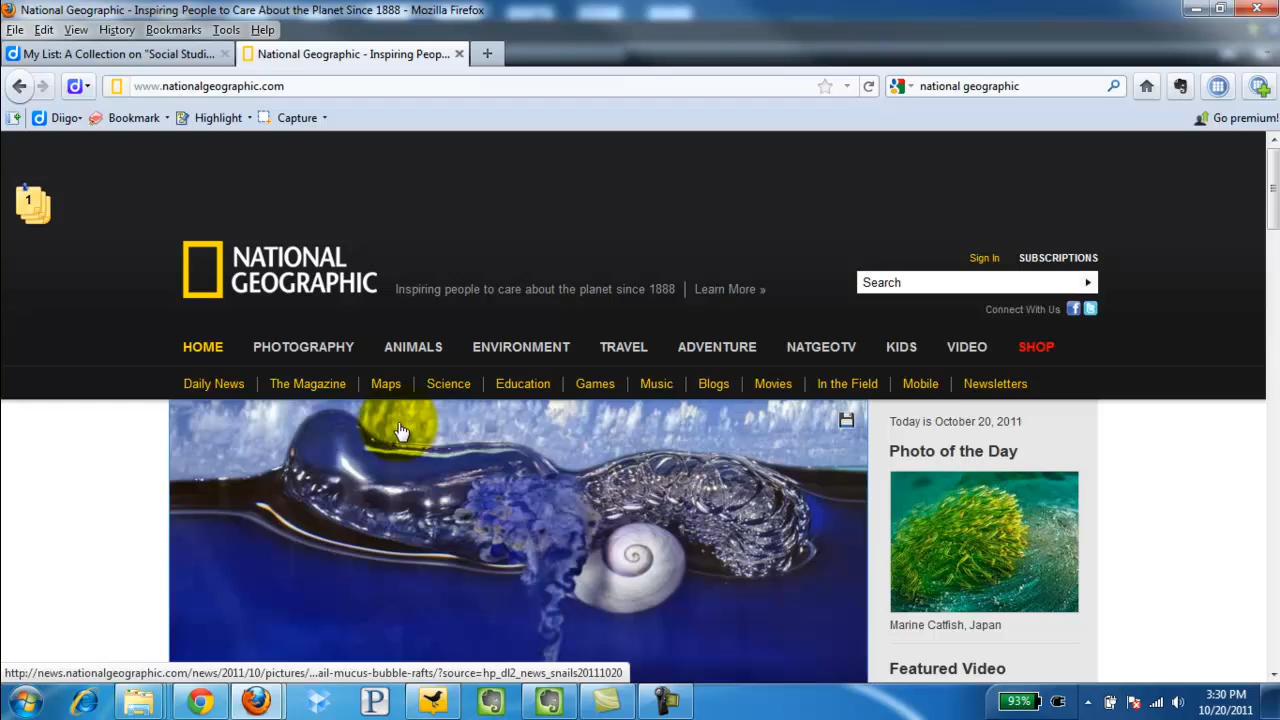 National Geographic - Inspiring People to Care About the Planet Since 1888 - Mozilla Firefox
File Edit View History Bookmarks Tools Help
My List: A Collection on "Social Studi... National Geographic - Inspiring Peop...
www.nationalgeographic.com national geographic
Diigo Bookmark Highlight Capture Go premium!
1
NATIONAL
GEOGRAPHIC
Inspiring people to care about the planet since 1888 Learn More »
Sign In SUBSCRIPTIONS
Search
Connect With Us
HOME PHOTOGRAPHY ANIMALS ENVIRONMENT TRAVEL ADVENTURE NATGEOTV KIDS VIDEO SHOP
Daily News The Magazine Maps Science Education Games Music Blogs Movies In the Field Mobile Newsletters
Today is October 20, 2011
Photo of the Day
Marine Catfish, Japan
Featured Video
http://news.nationalgeographic.com/news/2011/10/pictures/...ail-mucus-bubble-rafts/?source=hp_dl2_news_snails20111020
93% 3:30 PM
10/20/2011